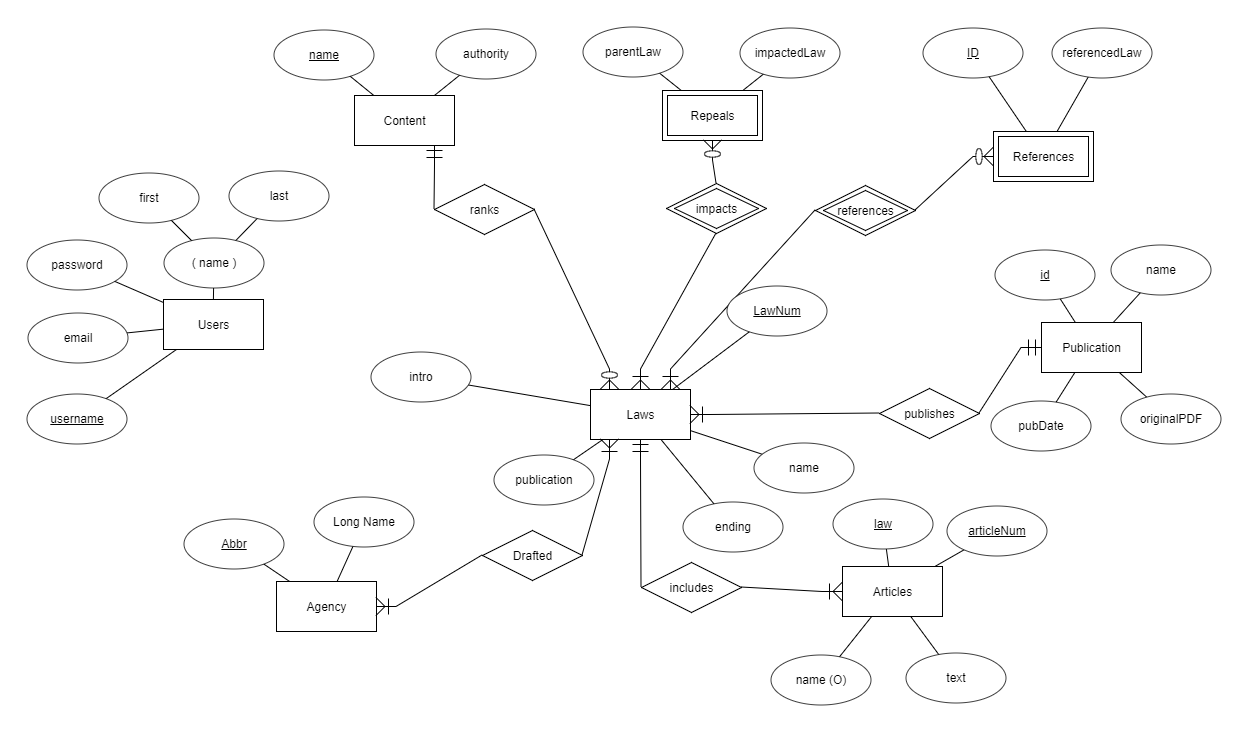 name
authority
parentLaw
impactedLaw
ID
referencedLaw
Content
Repeals
References
first
last
ranks
impacts
references
password
( name )
id
name
Users
LawNum
email
Publication
intro
Laws
publishes
username
pubDate
originalPDF
publication
name
Abbr
Long Name
ending
law
articleNum
Drafted
Agency
includes
Articles
name (O)
text